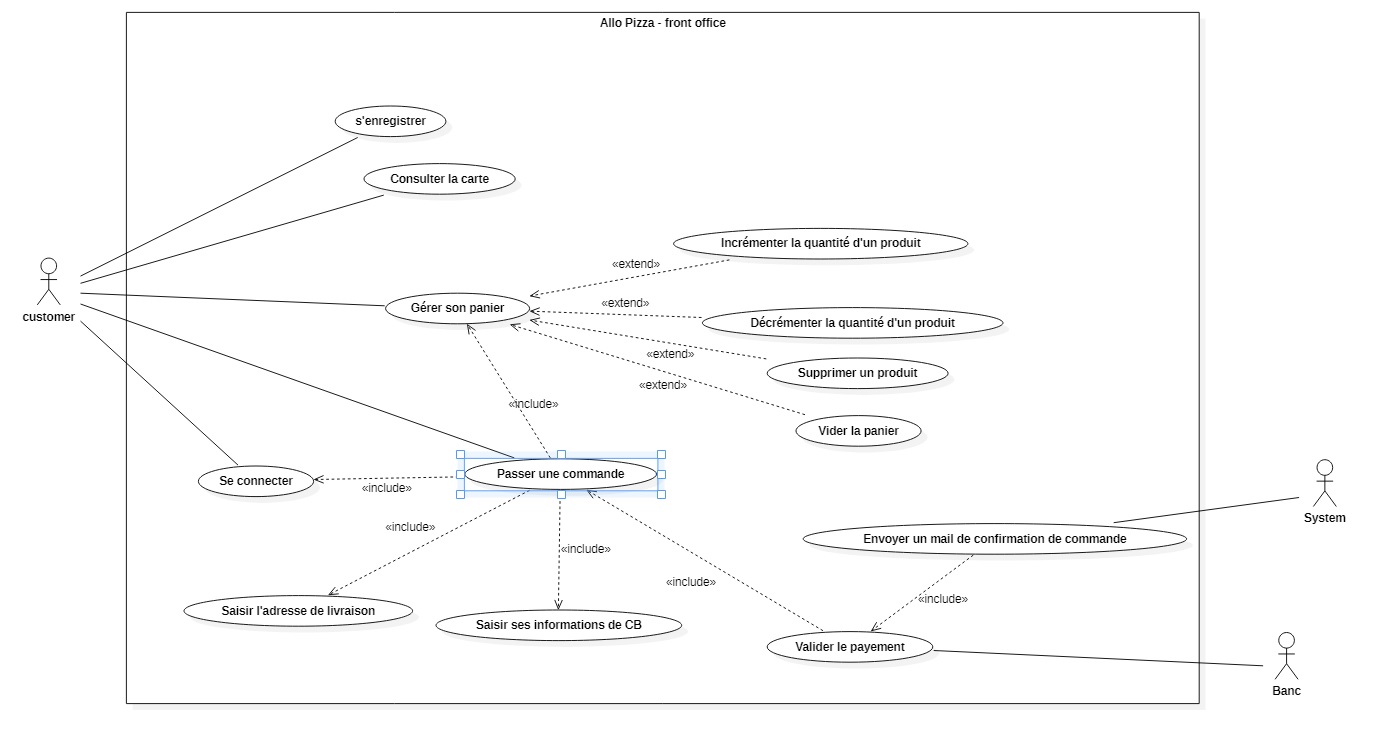 Allo Pizza - front office
s'enregistrer
Consulter la carte
Incrémenter la quantité d'un produit
«extend»
customer
Gérer son panier
«extend»
Décrémenter la quantité d'un produit
«extend»
Supprimer un produit
«extend»
«include»
Vider la panier
Se connecter
«include»
Passer une commande
«include»
«include»
«include»
Envoyer un mail de confirmation de commande
System
«include»
Saisir l'adresse de livraison
Saisir ses informations de CB
Valider le payement
Banc